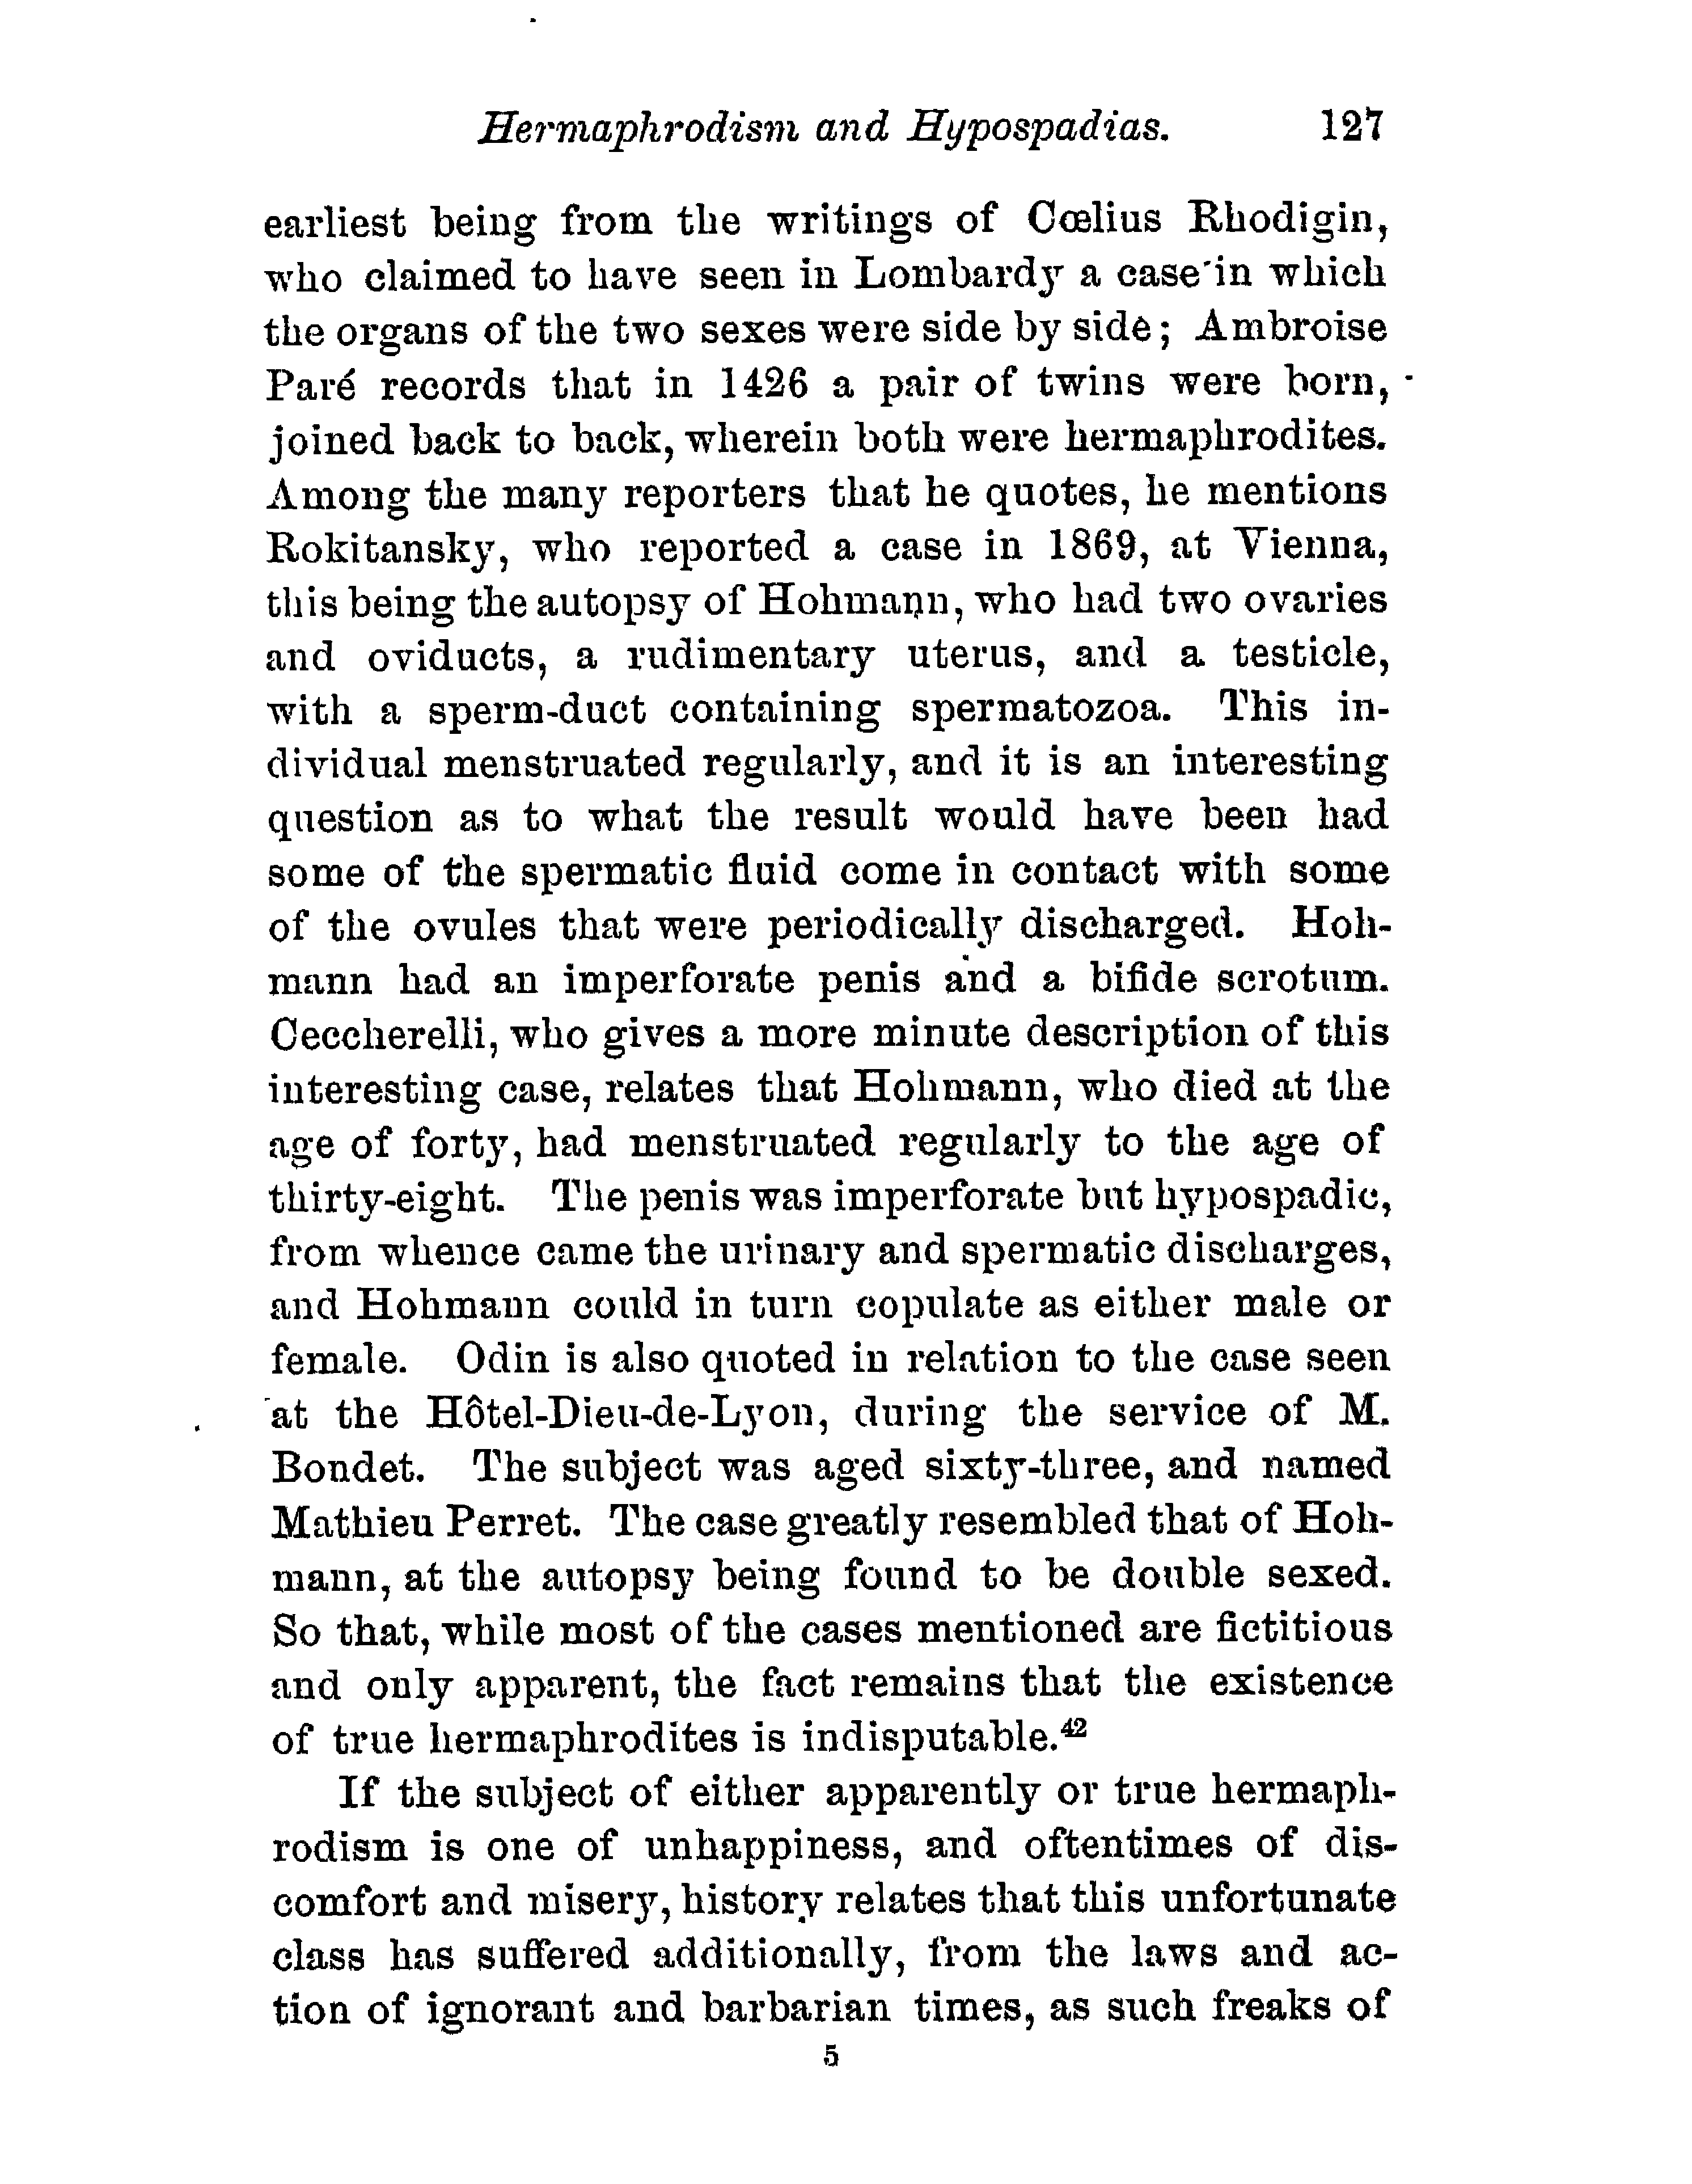 Hermaphrodism and Hypospadias. 127
earliest being from the writings of Cœlius Rhodigin,
who claimed to have seen in Lombardy a case in which
the organs of the two sexes were side by side; Ambroise
Paré records that in 1426 a pair of twins were born,
joined back to back, wherein both were hermaphrodites.
Among the many reporters that he quotes, he mentions
Rokitansky, who reported a case in 1869, at Vienna,
this being the autopsy of Hohmann, who had two ovaries
and oviducts, a rudimentary uterus, and a testicle,
with a sperm-duct containing spermatozoa. This in-
dividual menstruated regularly, and it is an interesting
question as to what the result would have been had
some of the spermatic fluid come in contact with some
of the ovules that were periodically discharged. Hoh-
mann had an imperforate penis and a bifide scrotum.
Ceccherelli, who gives a more minute description of this
interesting case, relates that Hohmann, who died at the
age of forty, had menstruated regularly to the age of
thirty-eight. The penis was imperforate but hypospadic,
from whence came the urinary and spermatic discharges,
and Hohmann could in turn copulate as either male or
female. Odin is also quoted in relation to the case seen
at the Hôtel-Dieu-de-Lyon, during the service of M.
Bondet. The subject was aged sixty-three, and named
Mathieu Perret. The case greatly resembled that of Hoh-
mann, at the autopsy being found to be double sexed.
So that, while most of the cases mentioned are fictitious
and only apparent, the fact remains that the existence
of true hermaphrodites is indisputable.42
If the subject of either apparently or true hermaph-
rodism is one of unhappiness, and oftentimes of dis-
comfort and misery, history relates that this unfortunate
class has suffered additionally, from the laws and ac-
tion of ignorant and barbarian times, as such freaks of
5